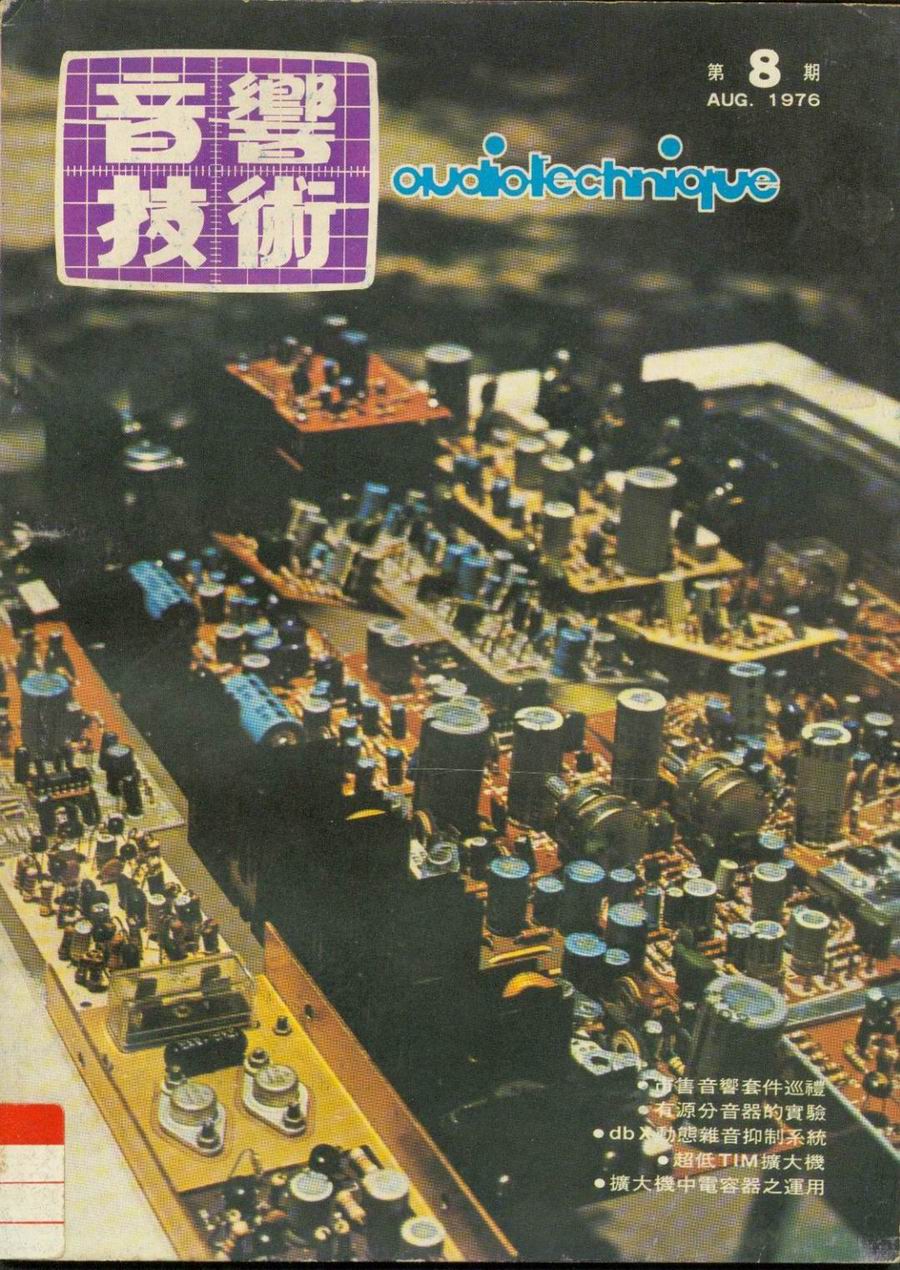 音響
技術
audiotechnique
第8期
AUG. 1976
●市售音響套件巡禮
●有源分音器的實驗
●dbX動態雜音抑制系統
●超低TIM擴大機
●擴大機中電容器之運用